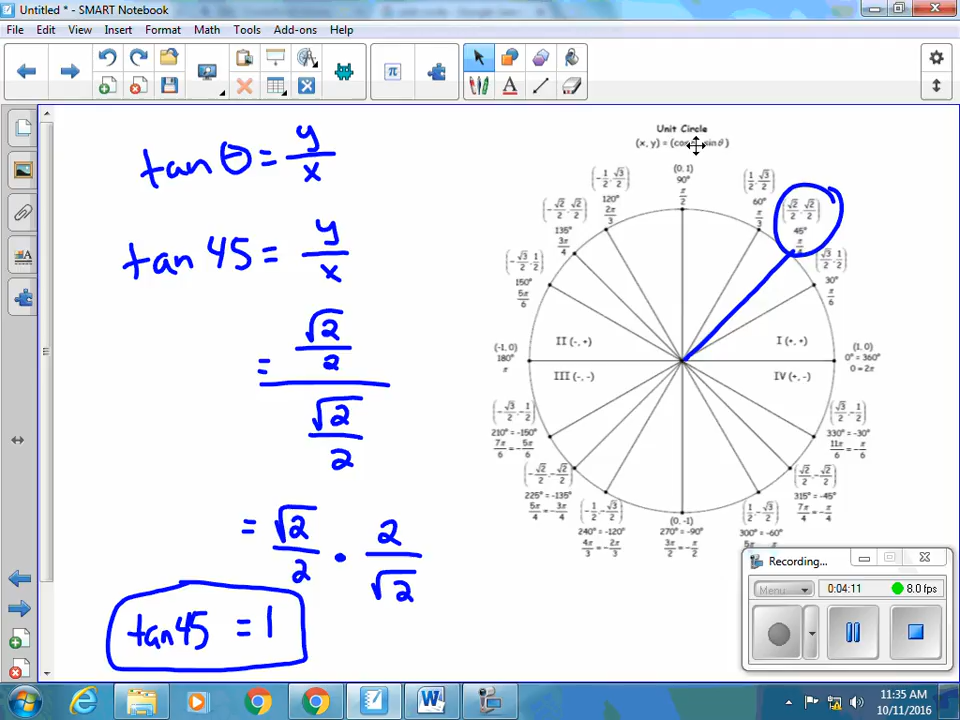 Untitled * - SMART Notebook
File Edit View Insert Format Math Tools Add-ons Help
tan θ = y/x
tan 45 = y/x
= (√2/2)/(√2/2)
= √2/2 · 2/√2
tan 45 = 1
Unit Circle
(0, 1)
90°
π/2
(1/2, √3/2)
60°
π/3
(√2/2, √2/2)
45°
(√3/2, 1/2)
30°
π/6
(-1/2, √3/2)
120°
2π/3
(-√2/2, √2/2)
135°
3π/4
(-√3/2, 1/2)
150°
5π/6
(-1, 0)
180°
π
(1, 0)
0° = 360°
0 = 2π
II (-, +)
I (+, +)
III (-, -)
IV (+, -)
(-√3/2, -1/2)
210° = -150°
7π/6 = -5π/6
(-√2/2, -√2/2)
225° = -135°
5π/4 = -3π/4
(-1/2, -√3/2)
240° = -120°
4π/3 = -2π/3
(0, -1)
270° = -90°
3π/2 = -π/2
(1/2, -√3/2)
300° = -60°
(√2/2, -√2/2)
315° = -45°
7π/4 = -π/4
(√3/2, -1/2)
330° = -30°
11π/6 = -π/6
Recording...
Menu
0:04:11
8.0 fps
11:35 AM
10/11/2016